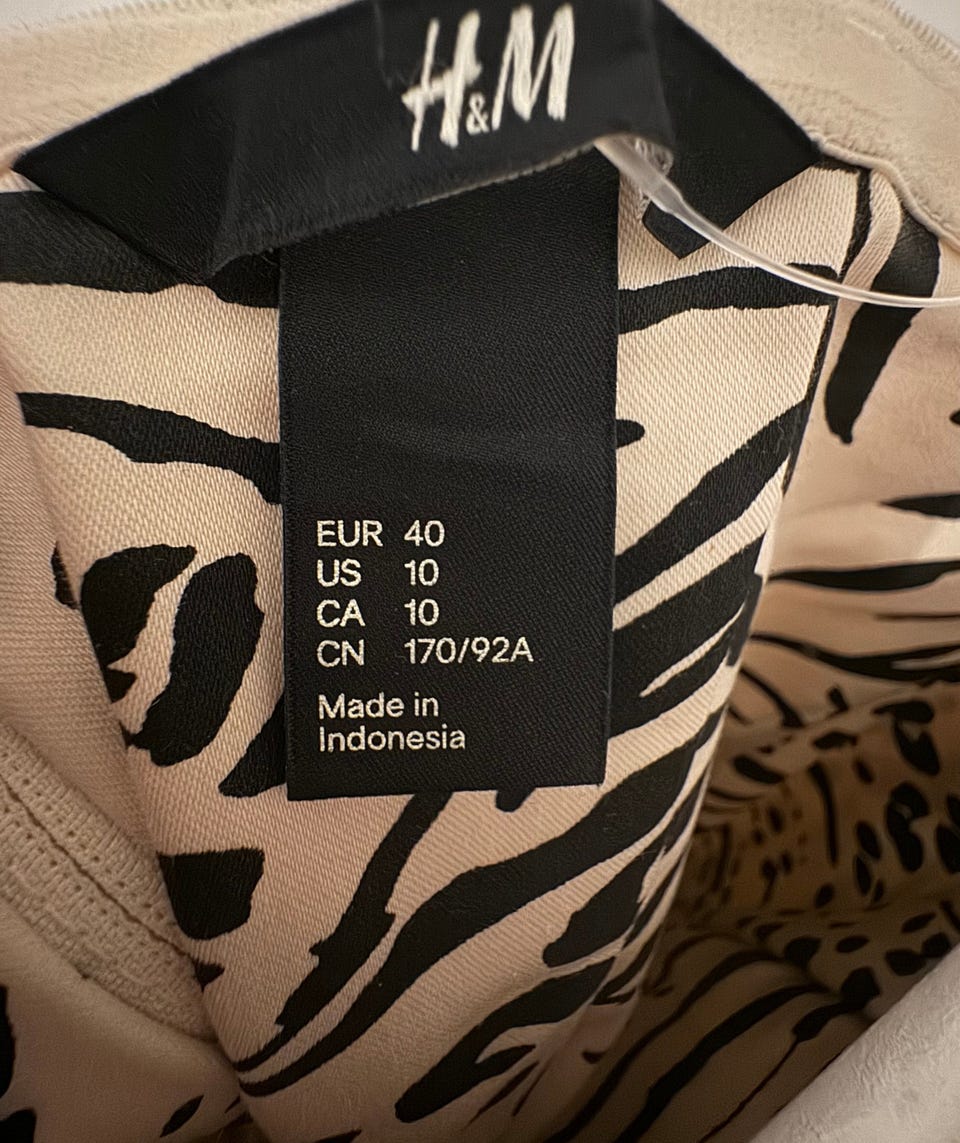 H&M
EUR 40
US 10
CA 10
CN 170/92A
Made in
Indonesia